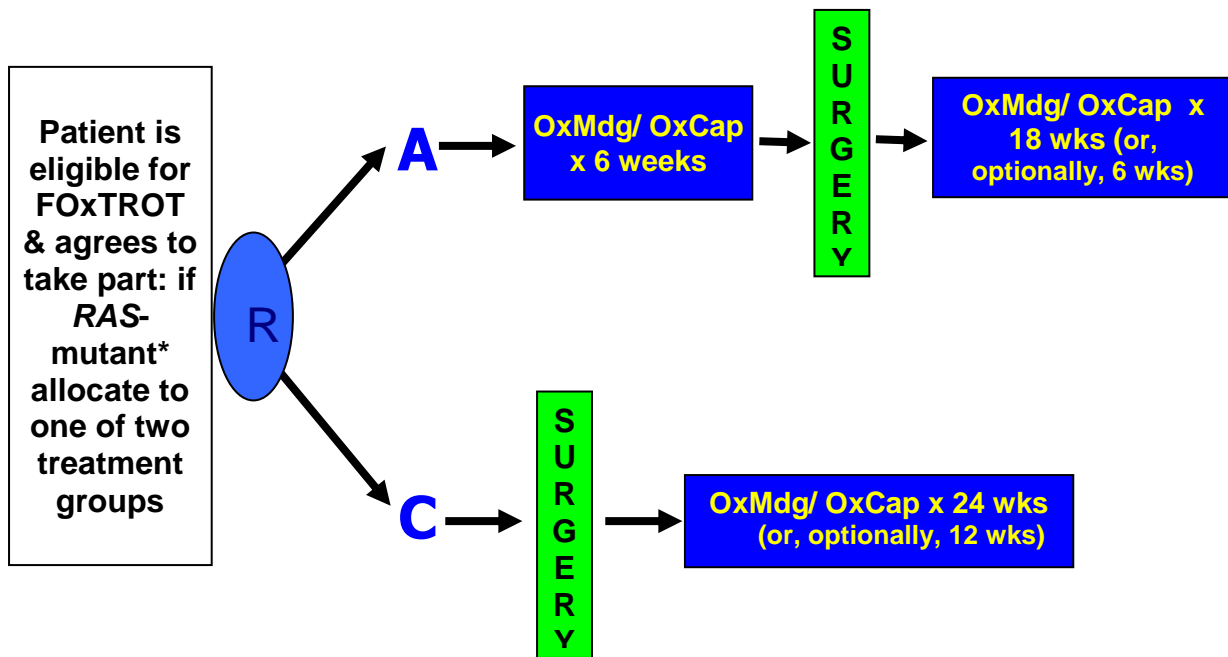 Patient is
eligible for
FOxTROT
& agrees to
take part: if
RAS-
mutant*
allocate to
one of two
treatment
groups
R
A
OxMdg/ OxCap
x 6 weeks
S
U
R
G
E
R
Y
OxMdg/ OxCap x
18 wks (or,
optionally, 6 wks)
C
S
U
R
G
E
R
Y
OxMdg/ OxCap x 24 wks
(or, optionally, 12 wks)